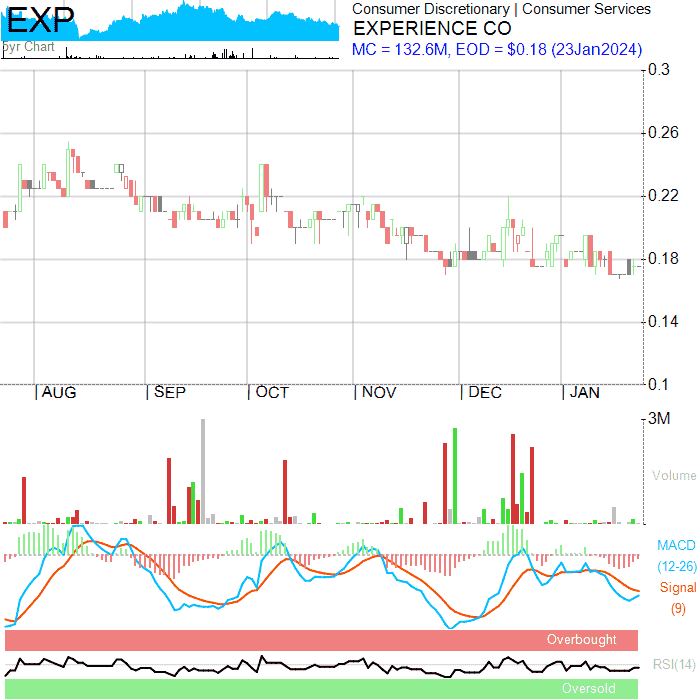 EXP
5yr Chart
Consumer Discretionary | Consumer Services
EXPERIENCE CO
MC = 132.6M, EOD = $0.18 (23Jan2024)
0.3
0.26
0.22
0.18
0.14
0.1
AUG SEP OCT NOV DEC JAN
3M
Volume
MACD
(12-26)
Signal
(9)
Overbought
RSI(14)
Oversold